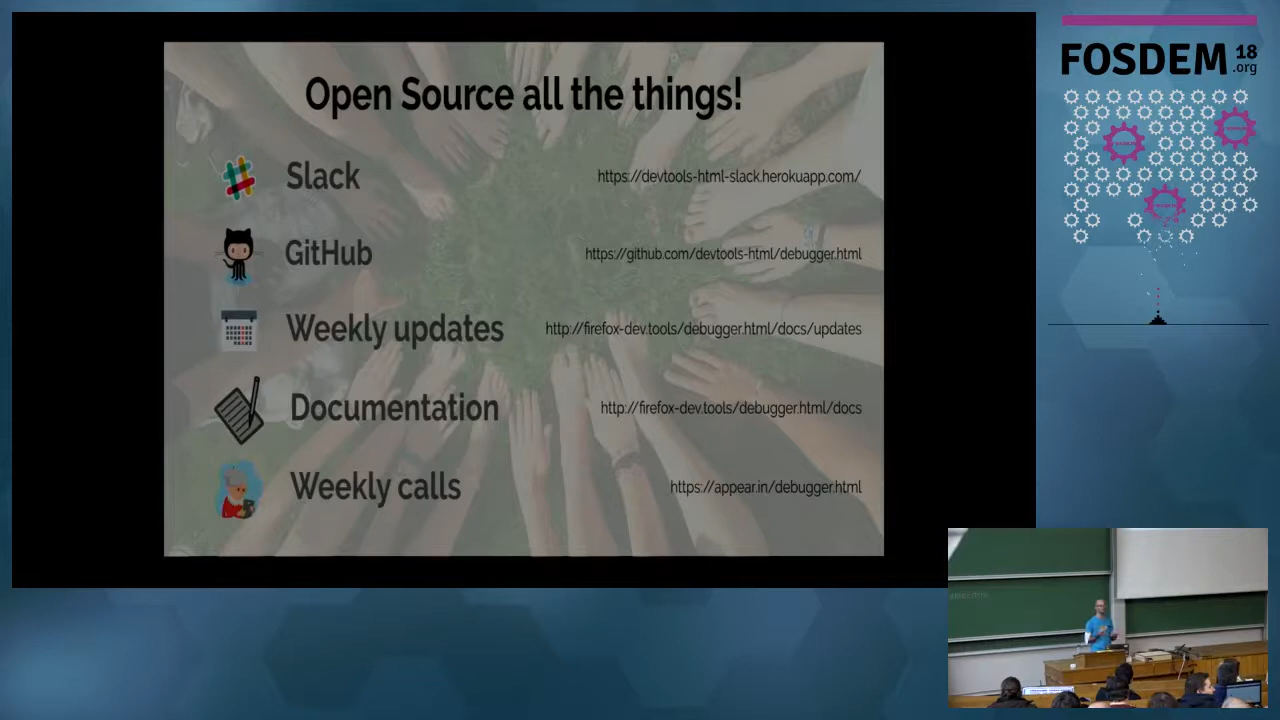 Open Source all the things!
Slack https://devtools-html-slack.herokuapp.com/
GitHub https://github.com/devtools-html/debugger.html
Weekly updates http://firefox-dev.tools/debugger.html/docs/updates
Documentation http://firefox-dev.tools/debugger.html/docs
Weekly calls https://appear.in/debugger.html
FOSDEM 18
.org